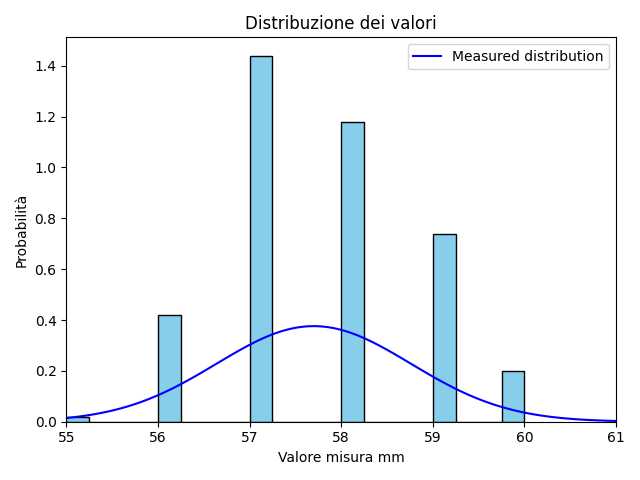 Distribuzione dei valori
Measured distribution
Probabilità
1.4
1.2
1.0
0.8
0.6
0.4
0.2
0.0
55 56 57 58 59 60 61
Valore misura mm